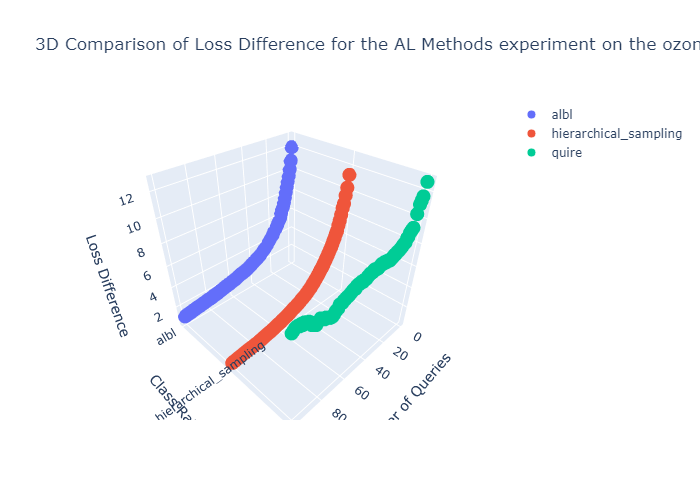 3D Comparison of Loss Difference for the AL Methods experiment on the ozon
albl
hierarchical_sampling
quire
12
10
8
6
4
2
Loss Difference
albl
hierarchical_sampling
0
20
40
60
80
er of Queries